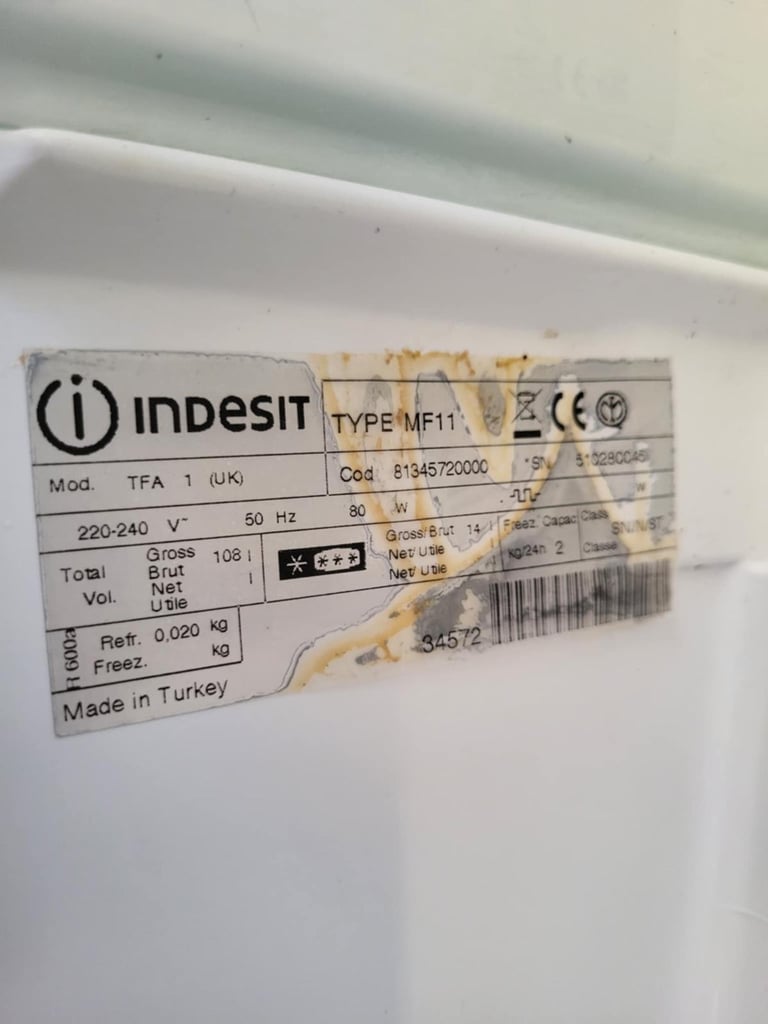 INDESIT
TYPE MF11
CE
Mod. TFA 1 (UK)
Cod 81345720000
SN
220-240 V~ 50 Hz 80 W
W
Total Vol.
Gross Brut 108 l
Net Utile l
Gross/Brut 14 l
Net/Utile
Net/Utile
Freez. Capac
Kg/24h 2
Class
Classe
SN/N/ST
R 600a
Refr. 0,020 kg
Freez. kg
34572
Made in Turkey